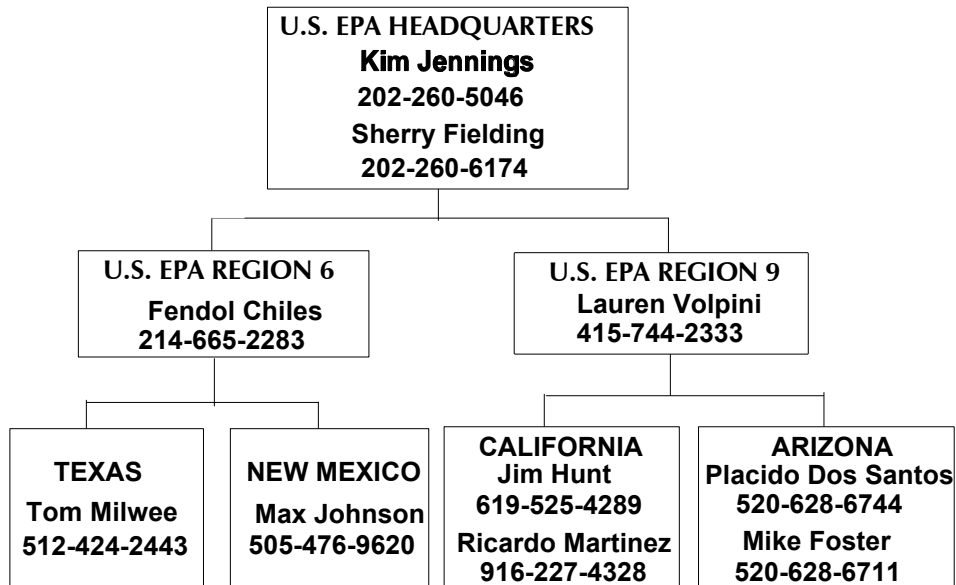 U.S. EPA HEADQUARTERS
Kim Jennings
202-260-5046
Sherry Fielding
202-260-6174
U.S. EPA REGION 6
Fendol Chiles
214-665-2283
U.S. EPA REGION 9
Lauren Volpini
415-744-2333
TEXAS
Tom Milwee
512-424-2443
NEW MEXICO
Max Johnson
505-476-9620
CALIFORNIA
Jim Hunt
619-525-4289
Ricardo Martinez
916-227-4328
ARIZONA
Placido Dos Santos
520-628-6744
Mike Foster
520-628-6711